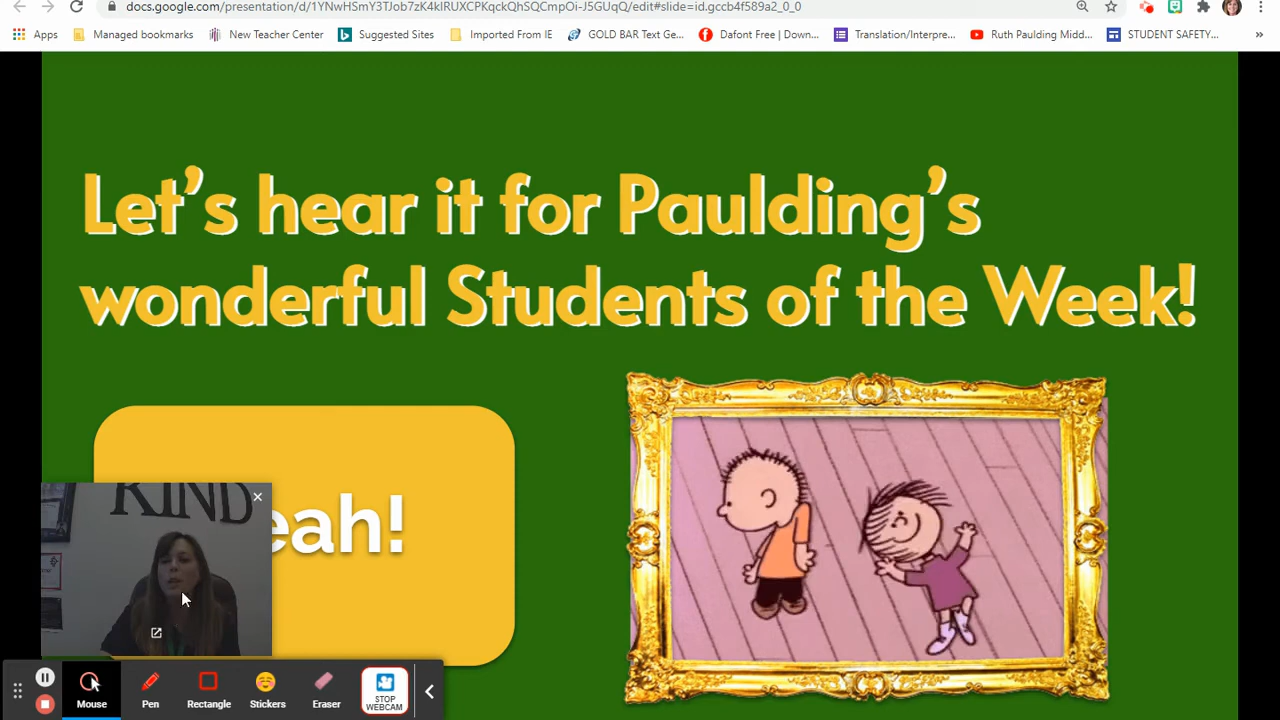 docs.google.com/presentation/d/1YNwHSmY3TJob7zK4kIRUXCPKqckQhSQCmpOi-J5GUqQ/edit#slide=id.gccb4f589a2_0_0
Apps Managed bookmarks New Teacher Center Suggested Sites Imported From IE GOLD BAR Text Ge... Dafont Free | Down... Translation/Interpre... Ruth Paulding Midd... STUDENT SAFETY... »
Let's hear it for Paulding's
wonderful Students of the Week!
KIND
eah!
Mouse Pen Rectangle Stickers Eraser STOP
WEBCAM